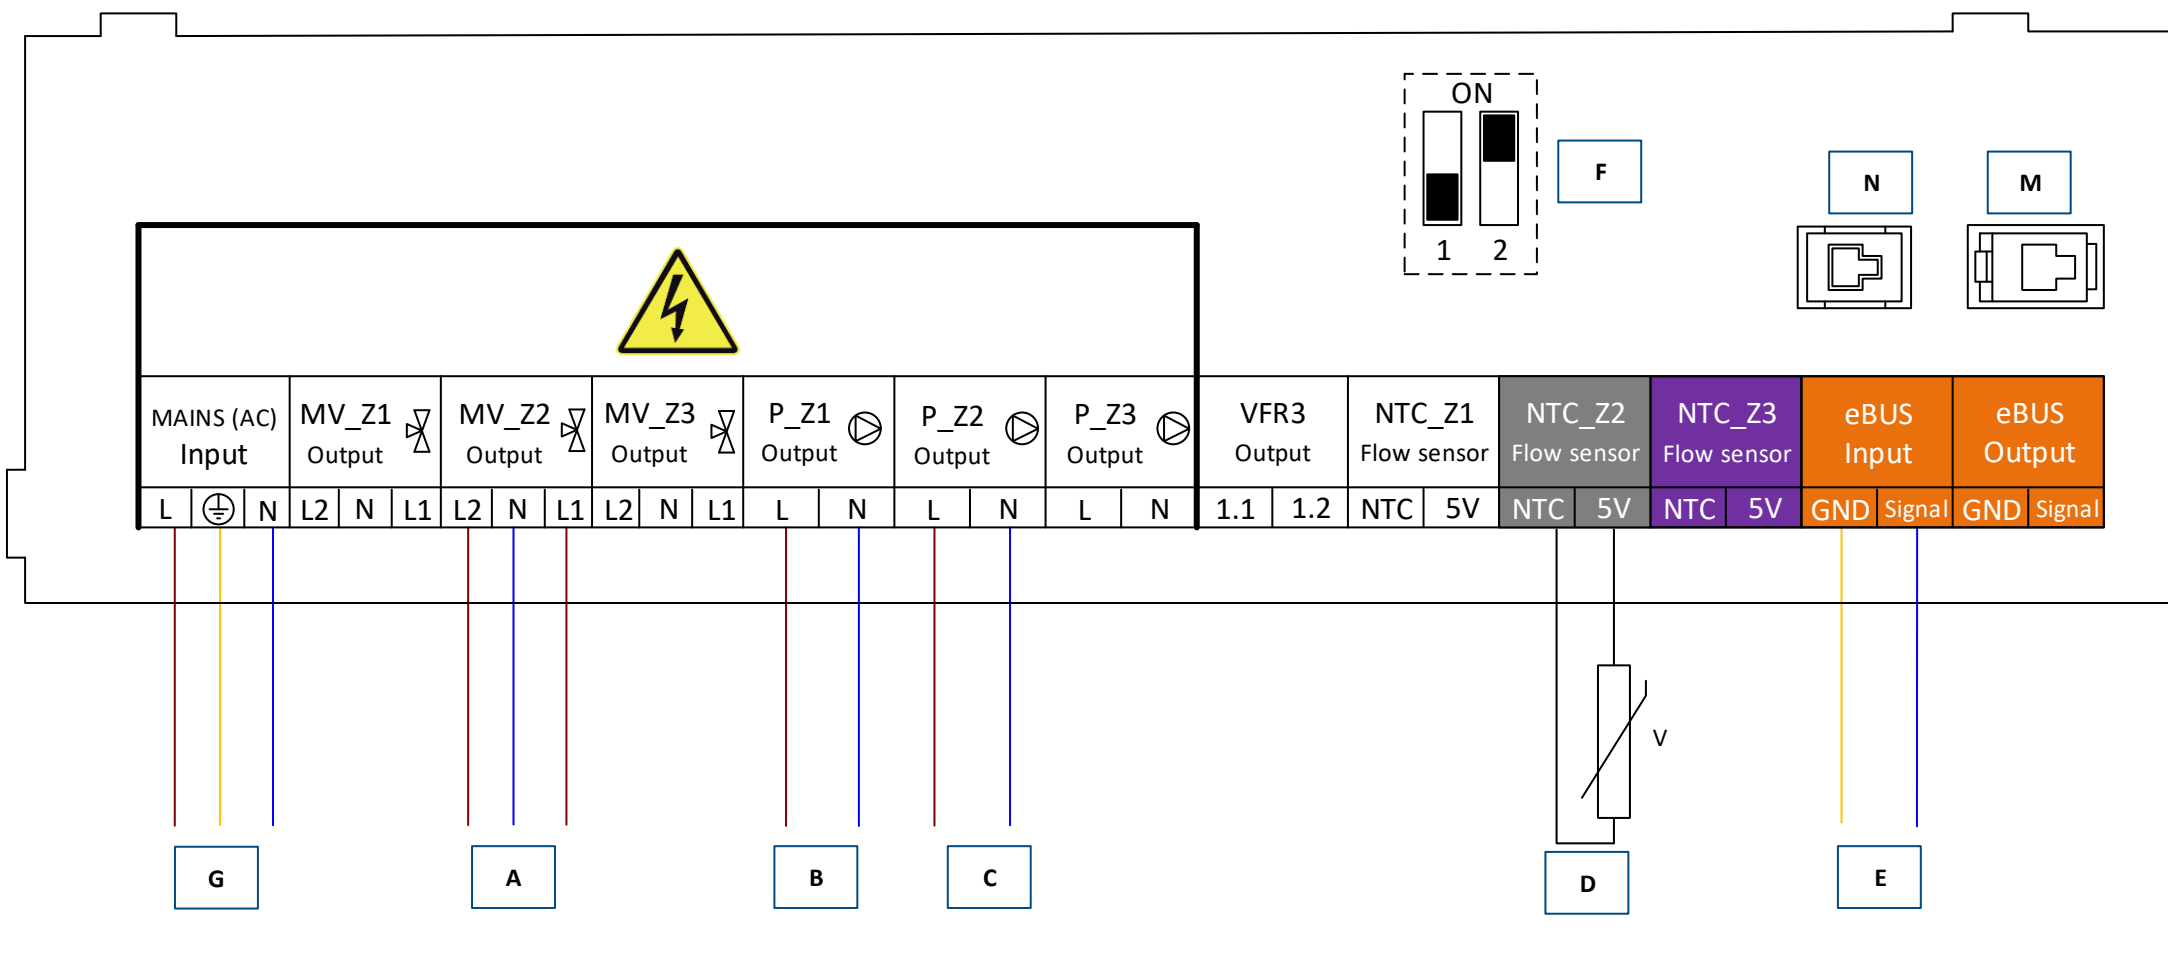 ON
F
N
M
1 2
MAINS (AC)
Input
MV_Z1
Output
MV_Z2
Output
MV_Z3
Output
P_Z1
Output
P_Z2
Output
P_Z3
Output
VFR3
Output
NTC_Z1
Flow sensor
NTC_Z2
Flow sensor
NTC_Z3
Flow sensor
eBUS
Input
eBUS
Output
L N L2 N L1 L2 N L1 L2 N L1 L N L N L N 1.1 1.2 NTC 5V NTC 5V NTC 5V GND Signal GND Signal
V
G
A
B
C
D
E